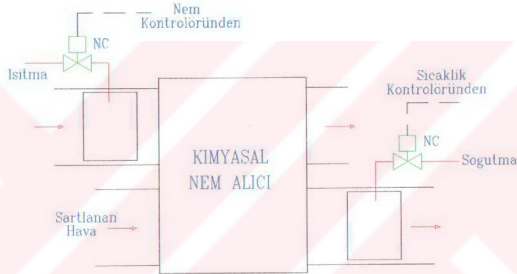 Nem
Kontrolöründen
NC
Isitma
Sicaklik
Kontrolöründen
NC
KIMYASAL
NEM ALICI
Sogutma
Sartlanan
Hava